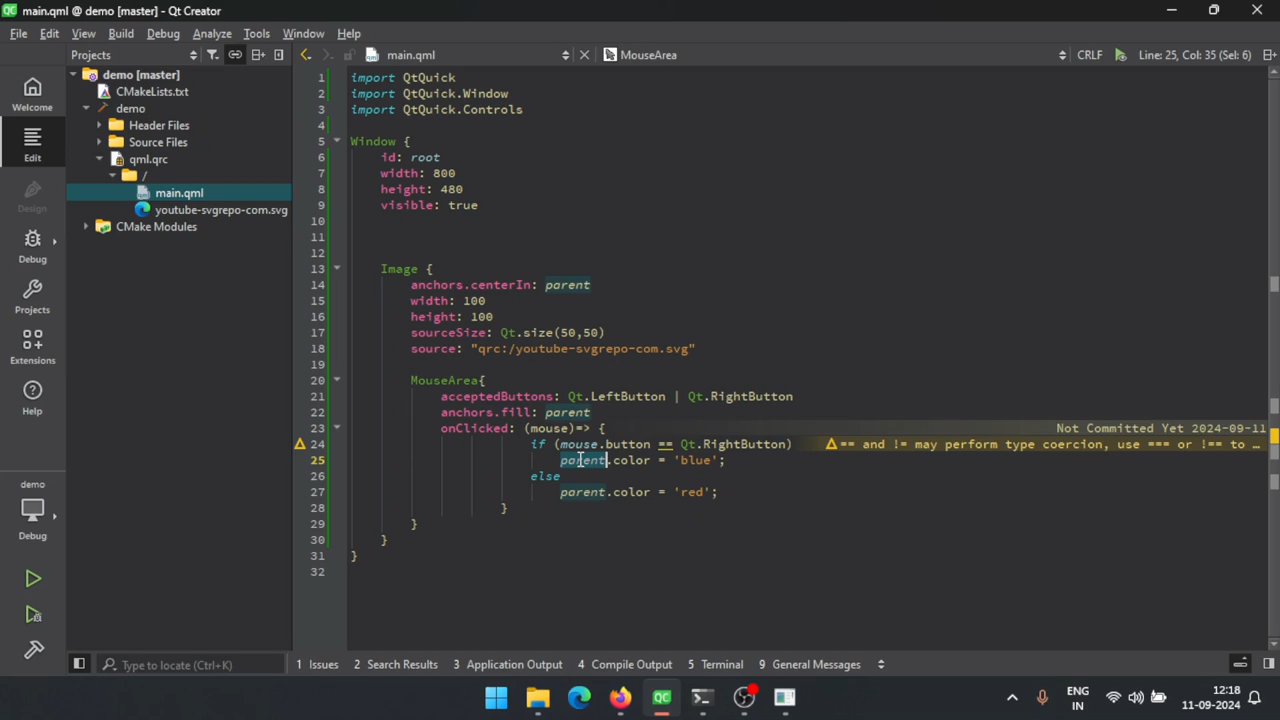 main.qml @ demo [master] - Qt Creator
File Edit View Build Debug Analyze Tools Window Help
Projects main.qml MouseArea CRLF Line: 25, Col: 35 (Sel: 6)
Welcome
Edit
Design
Debug
Projects
Extensions
Help
demo
Debug
demo [master]
CMakeLists.txt
demo
Header Files
Source Files
qml.qrc
/
main.qml
youtube-svgrepo-com.svg
CMake Modules
1 import QtQuick
2 import QtQuick.Window
3 import QtQuick.Controls
4
5 Window {
6 id: root
7 width: 800
8 height: 480
9 visible: true
10
11
12
13 Image {
14 anchors.centerIn: parent
15 width: 100
16 height: 100
17 sourceSize: Qt.size(50,50)
18 source: "qrc:/youtube-svgrepo-com.svg"
19
20 MouseArea{
21 acceptedButtons: Qt.LeftButton | Qt.RightButton
22 anchors.fill: parent
23 onClicked: (mouse)=> { Not Committed Yet 2024-09-11
24 if (mouse.button == Qt.RightButton) == and != may perform type coercion, use === or !== to …
25 parent.color = 'blue';
26 else
27 parent.color = 'red';
28 }
29 }
30 }
31 }
32
Type to locate (Ctrl+K) 1 Issues 2 Search Results 3 Application Output 4 Compile Output 5 Terminal 9 General Messages
ENG
IN
12:18
11-09-2024